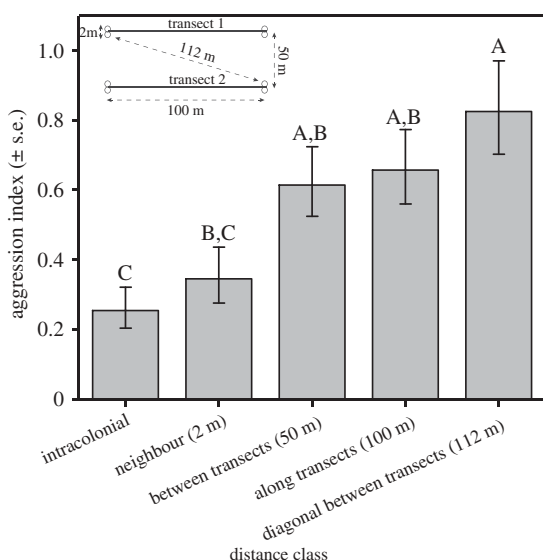 transect 1
2m
112 m
50 m
transect 2
100 m
aggression index (± s.e.)
1.0
0.8
0.6
0.4
0.2
0
C
B,C
A,B
A,B
A
intracolonial
neighbour (2 m)
between transects (50 m)
along transects (100 m)
diagonal between transects (112 m)
distance class